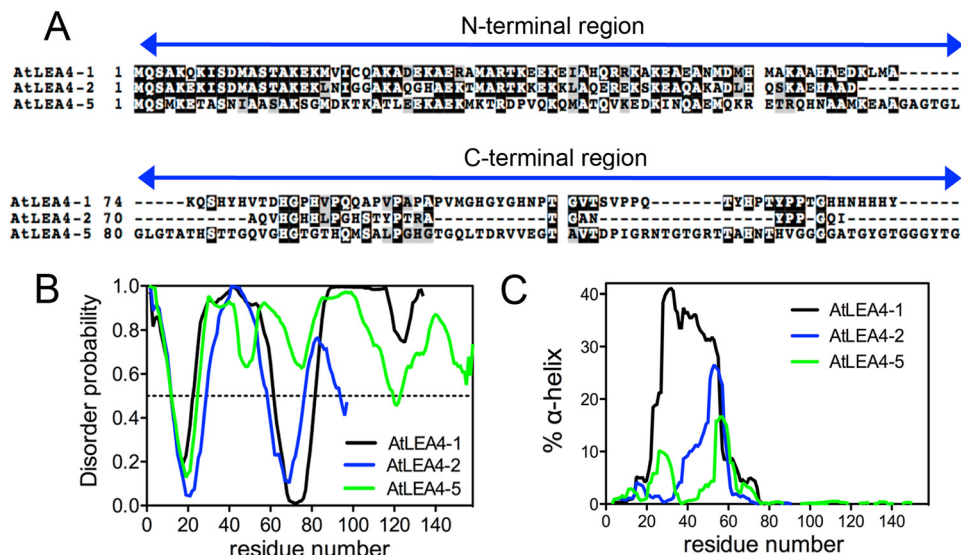 A
N-terminal region
AtLEA4-1 1 MQSAKQKISDMASTAKEKMVICQAKADEKAERAMARTKEEKEIAHQRRKAKEAEANMDMH MAKAAHAEDKLMA------
AtLEA4-2 1 MQSAKEKISDMASTAKEKLNIGGAKAQGHAEKTMARTKKEKKLAQEREKSKEAQAKADLH QSKAEHAAD----------
AtLEA4-5 1 MQSMKETASNIAASAKSGMDKTKATLEEKAEKMKTRDPVQKQMATQVKEDKINQAEMQKR ETRQHNAAMKEAAGAGTGL
C-terminal region
AtLEA4-1 74 -----KQSHYHVTDHGPHVPQQAPVPAPAPVMGHGYGHNPT GVTSVPPQ------TYHPTYPPTGHHNHHHY-----
AtLEA4-2 70 ----------AQVHGHHLPGHSTYPTRA------------T GAN-----------------YPPTGQI---------
AtLEA4-5 80 GLGTATHSTTGQVGHGTGTHQMSALPGHGTGQLTDRVVEGT AVTDPIGRNTGTGRTTAHNTHVGGGGATGYGTGGGYTG
B
Disorder probability
1.0
0.8
0.6
0.4
0.2
0.0
AtLEA4-1
AtLEA4-2
AtLEA4-5
0 20 40 60 80 100 120 140
residue number
C
% α-helix
40
30
20
10
0
AtLEA4-1
AtLEA4-2
AtLEA4-5
0 20 40 60 80 100 120 140
residue number